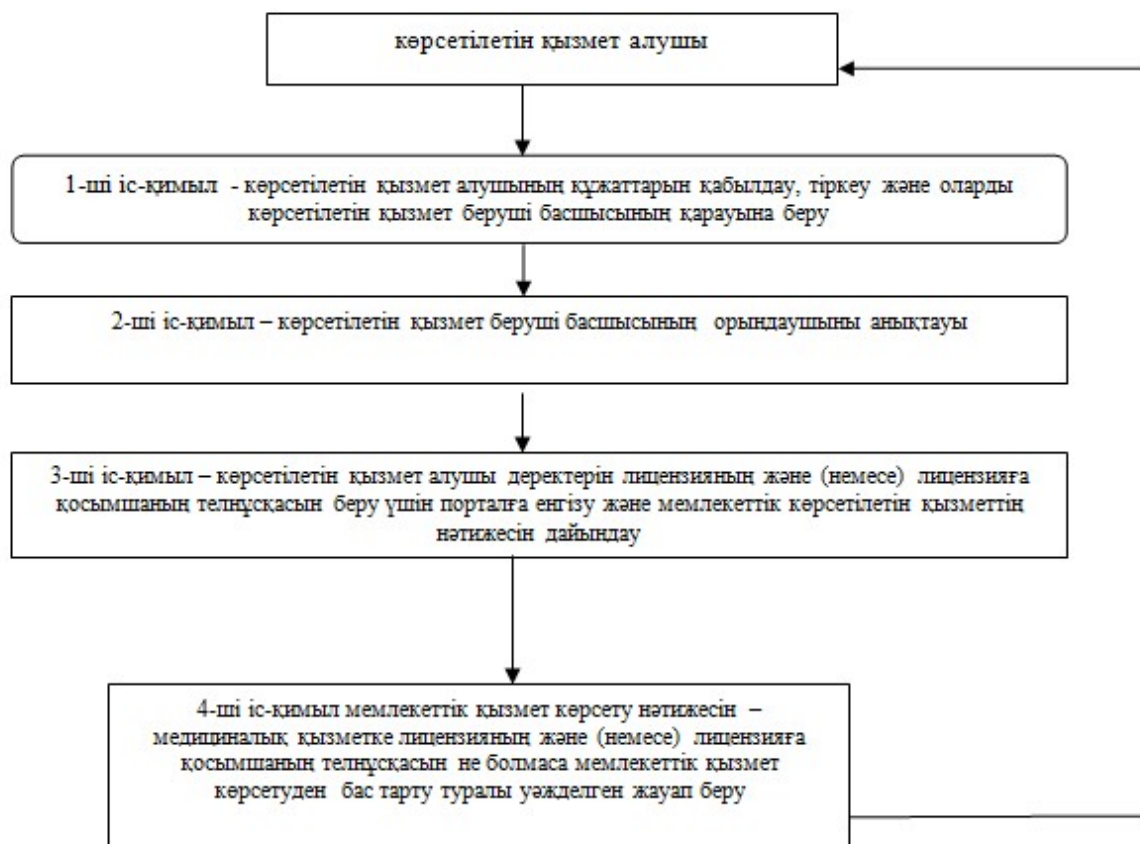 көрсетілетін қызмет алушы
1-ші іс-қимыл - көрсетілетін қызмет алушының құжаттарын қабылдау, тіркеу және оларды
көрсетілетін қызмет беруші басшысының қарауына беру
2-ші іс-қимыл – көрсетілетін қызмет беруші басшысының орындаушыны анықтауы
3-ші іс-қимыл – көрсетілетін қызмет алушы деректерін лицензияның және (немесе) лицензияға
қосымшаның телнұсқасын беру үшін порталға енгізу және мемлекеттік көрсетілетін қызметтің
нәтижесін дайындау
4-ші іс-қимыл мемлекеттік қызмет көрсету нәтижесін –
медициналық қызметке лицензияның және (немесе) лицензияға
қосымшаның телнұсқасын не болмаса мемлекеттік қызмет
көрсетуден бас тарту туралы уәжделген жауап беру